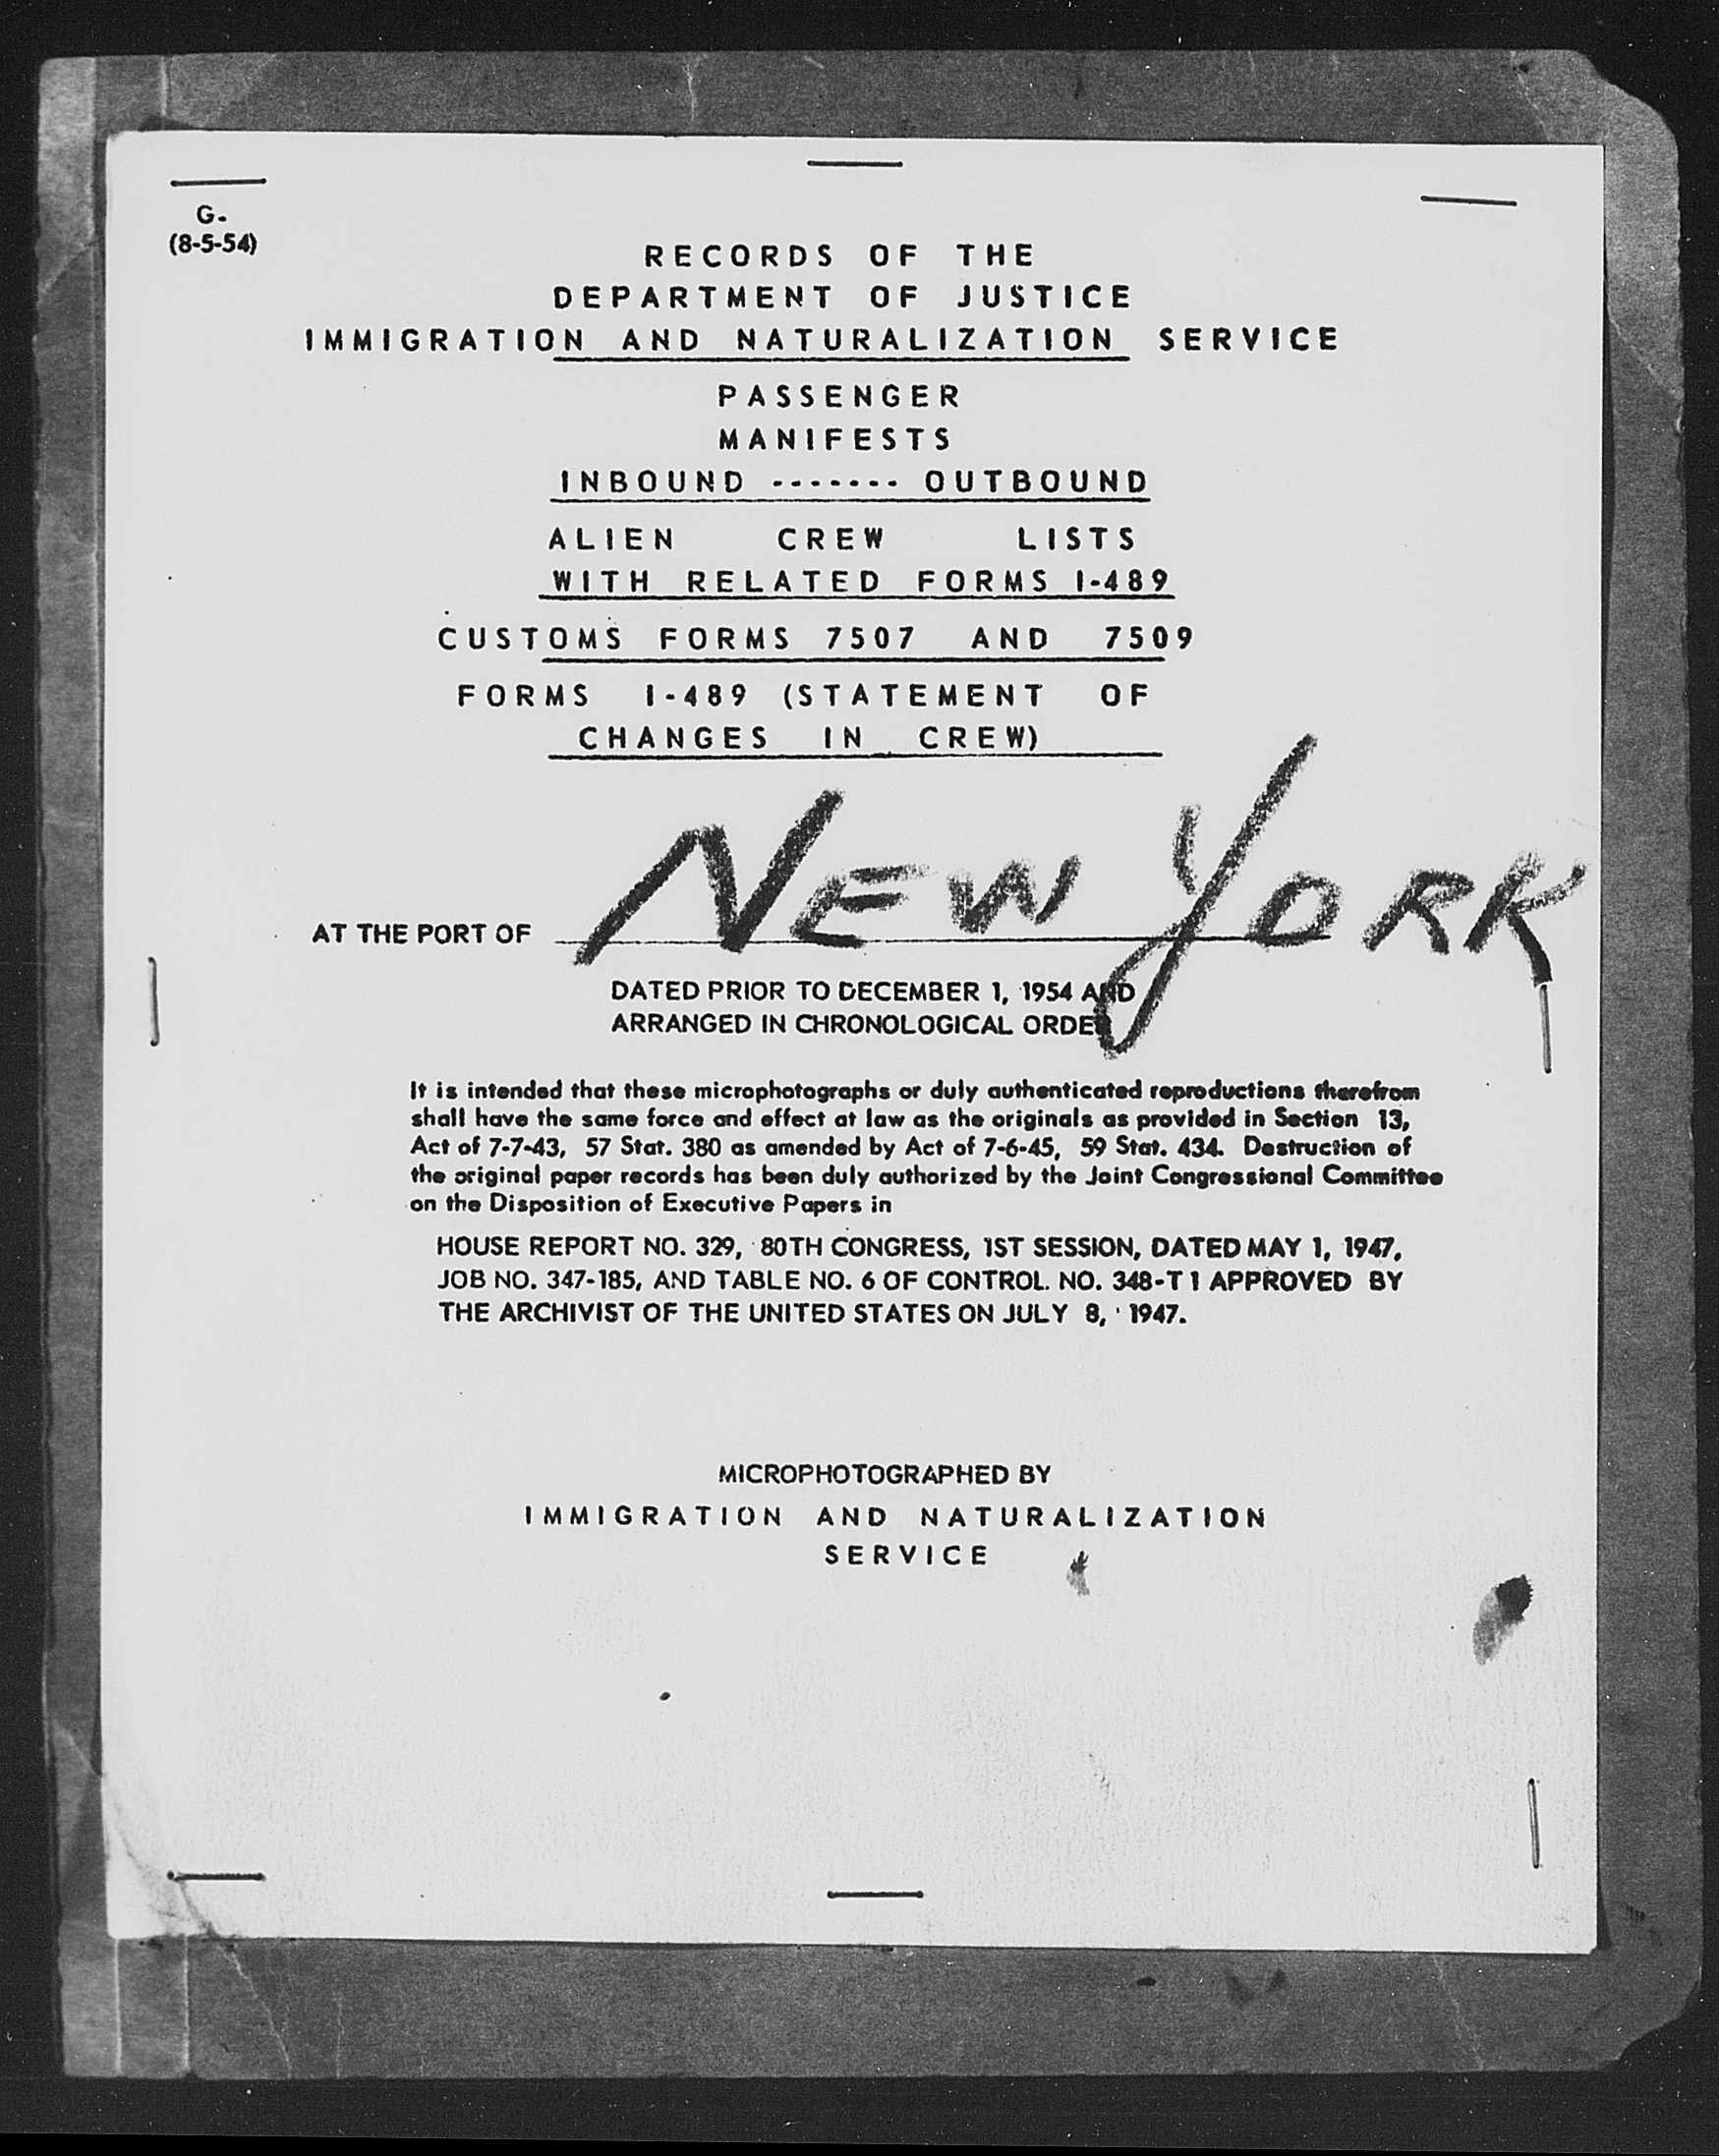 G-
(8-5-54)
RECORDS OF THE
DEPARTMENT OF JUSTICE
IMMIGRATION AND NATURALIZATION SERVICE
PASSENGER
MANIFESTS
INBOUND ------- OUTBOUND
ALIEN CREW LISTS
WITH RELATED FORMS I-489
CUSTOMS FORMS 7507 AND 7509
FORMS I-489 (STATEMENT OF
CHANGES IN CREW)
AT THE PORT OF NEW YORK
DATED PRIOR TO DECEMBER 1, 1954 AND
ARRANGED IN CHRONOLOGICAL ORDER
It is intended that these microphotographs or duly authenticated reproductions therefrom
shall have the same force and effect at law as the originals as provided in Section 13,
Act of 7-7-43, 57 Stat. 380 as amended by Act of 7-6-45, 59 Stat. 434. Destruction of
the original paper records has been duly authorized by the Joint Congressional Committee
on the Disposition of Executive Papers in
HOUSE REPORT NO. 329, 80TH CONGRESS, 1ST SESSION, DATED MAY 1, 1947,
JOB NO. 347-185, AND TABLE NO. 6 OF CONTROL NO. 348-T1 APPROVED BY
THE ARCHIVIST OF THE UNITED STATES ON JULY 8, 1947.
MICROPHOTOGRAPHED BY
IMMIGRATION AND NATURALIZATION
SERVICE